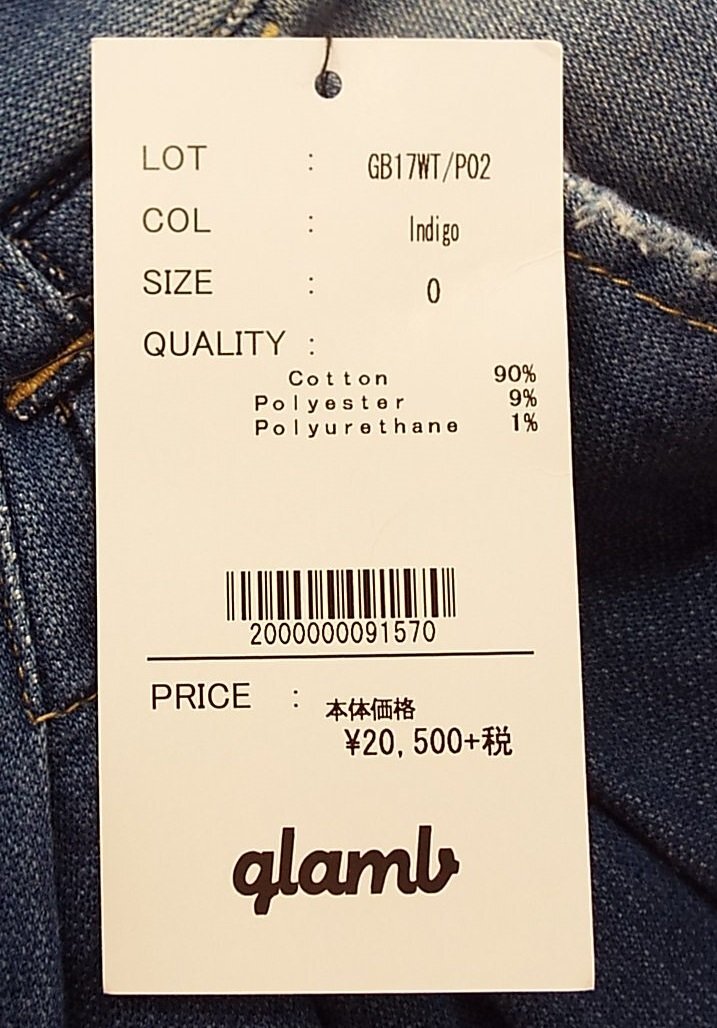 LOT : GB17WT/P02
COL : Indigo
SIZE : 0
QUALITY :
Cotton 90%
Polyester 9%
Polyurethane 1%
2000000091570
PRICE : 本体価格
¥20,500+税
glamb